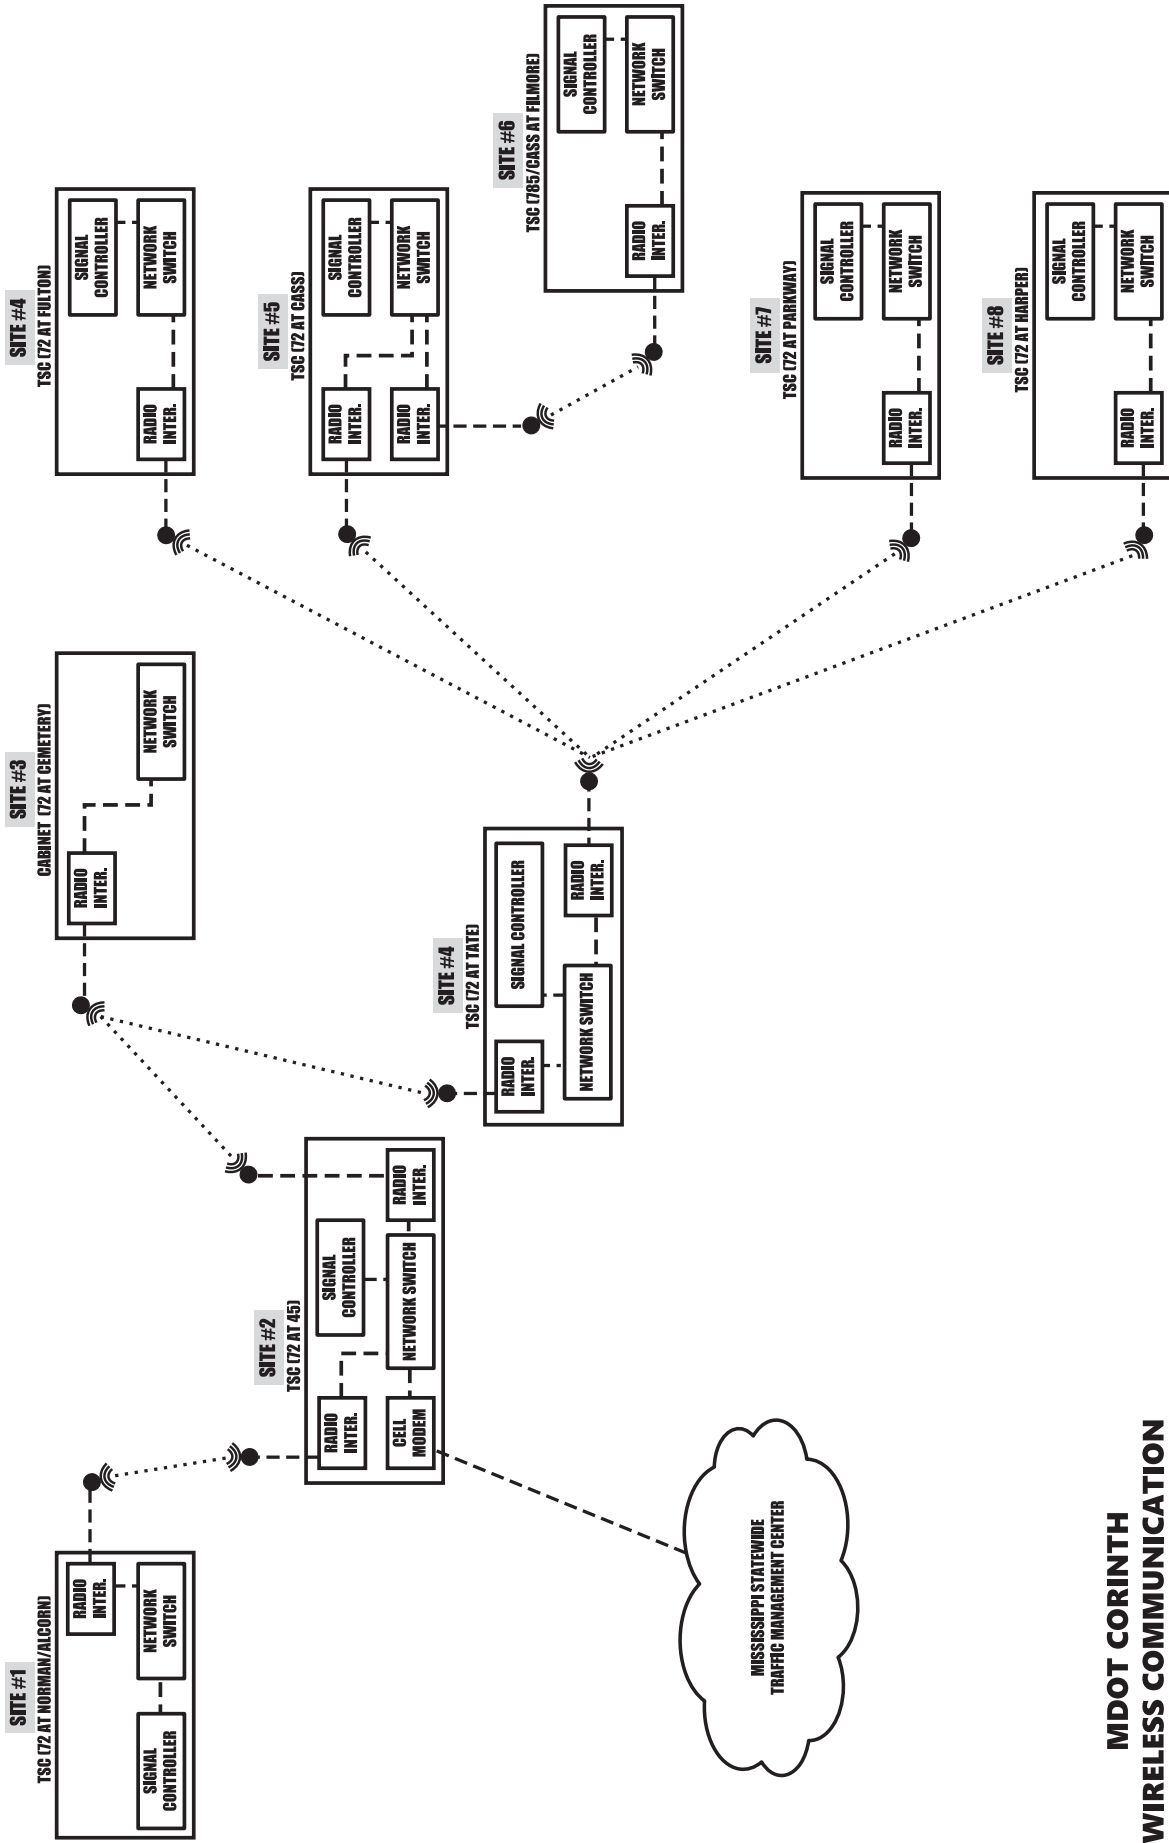 SITE #1
TSC (72 AT NORMAN/ALCORN)
SIGNAL
CONTROLLER
NETWORK
SWITCH
RADIO
INTER.
SITE #2
TSC (72 AT 45)
RADIO
INTER.
CELL
MODEM
SIGNAL
CONTROLLER
NETWORK SWITCH
RADIO
INTER.
SITE #3
CABINET (72 AT CEMETERY)
RADIO
INTER.
NETWORK
SWITCH
SITE #4
TSC (72 AT TATE)
RADIO
INTER.
SIGNAL CONTROLLER
NETWORK SWITCH
RADIO
INTER.
SITE #4
TSC (72 AT FULTON)
RADIO
INTER.
SIGNAL
CONTROLLER
NETWORK
SWITCH
SITE #5
TSC (72 AT CASS)
RADIO
INTER.
RADIO
INTER.
SIGNAL
CONTROLLER
NETWORK
SWITCH
SITE #6
TSC (785/CASS AT FILMORE)
RADIO
INTER.
SIGNAL
CONTROLLER
NETWORK
SWITCH
SITE #7
TSC (72 AT PARKWAY)
RADIO
INTER.
SIGNAL
CONTROLLER
NETWORK
SWITCH
SITE #8
TSC (72 AT HARPER)
RADIO
INTER.
SIGNAL
CONTROLLER
NETWORK
SWITCH
MISSISSIPPI STATEWIDE
TRAFFIC MANAGEMENT CENTER
MDOT CORINTH
WIRELESS COMMUNICATION